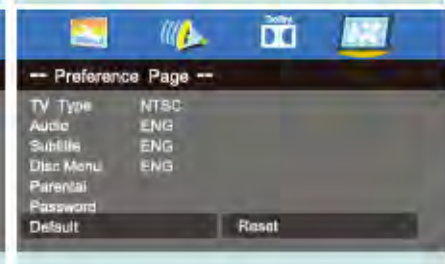 Dolby
-- Preference Page --
TV Type NTSC
Audio ENG
Subtitle ENG
Disc Menu ENG
Parental
Password
Default Reset